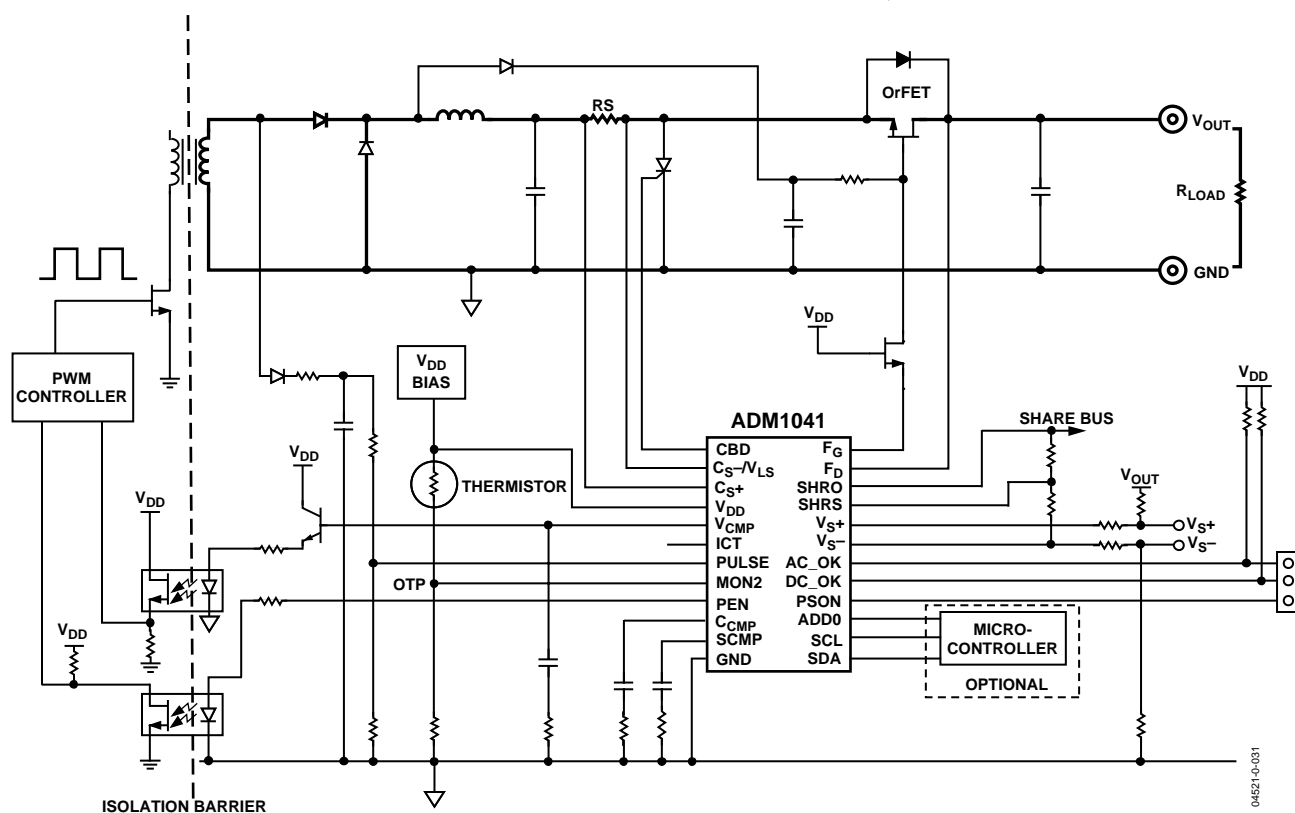 OrFET
RS
VOUT
RLOAD
GND
VDD
PWM
CONTROLLER
VDD
BIAS
VDD
ADM1041
SHARE BUS
CBD
FG
CS–/VLS
FD
THERMISTOR
CS+
SHRO
VDD
VDD
SHRS
VOUT
VDD
VCMP
VS+
VS+
ICT
VS–
VS–
PULSE
AC_OK
OTP
MON2
DC_OK
PEN
PSON
CCMP
ADD0
SCMP
SCL
GND
SDA
MICRO-
CONTROLLER
OPTIONAL
VDD
ISOLATION BARRIER
04521-0-031